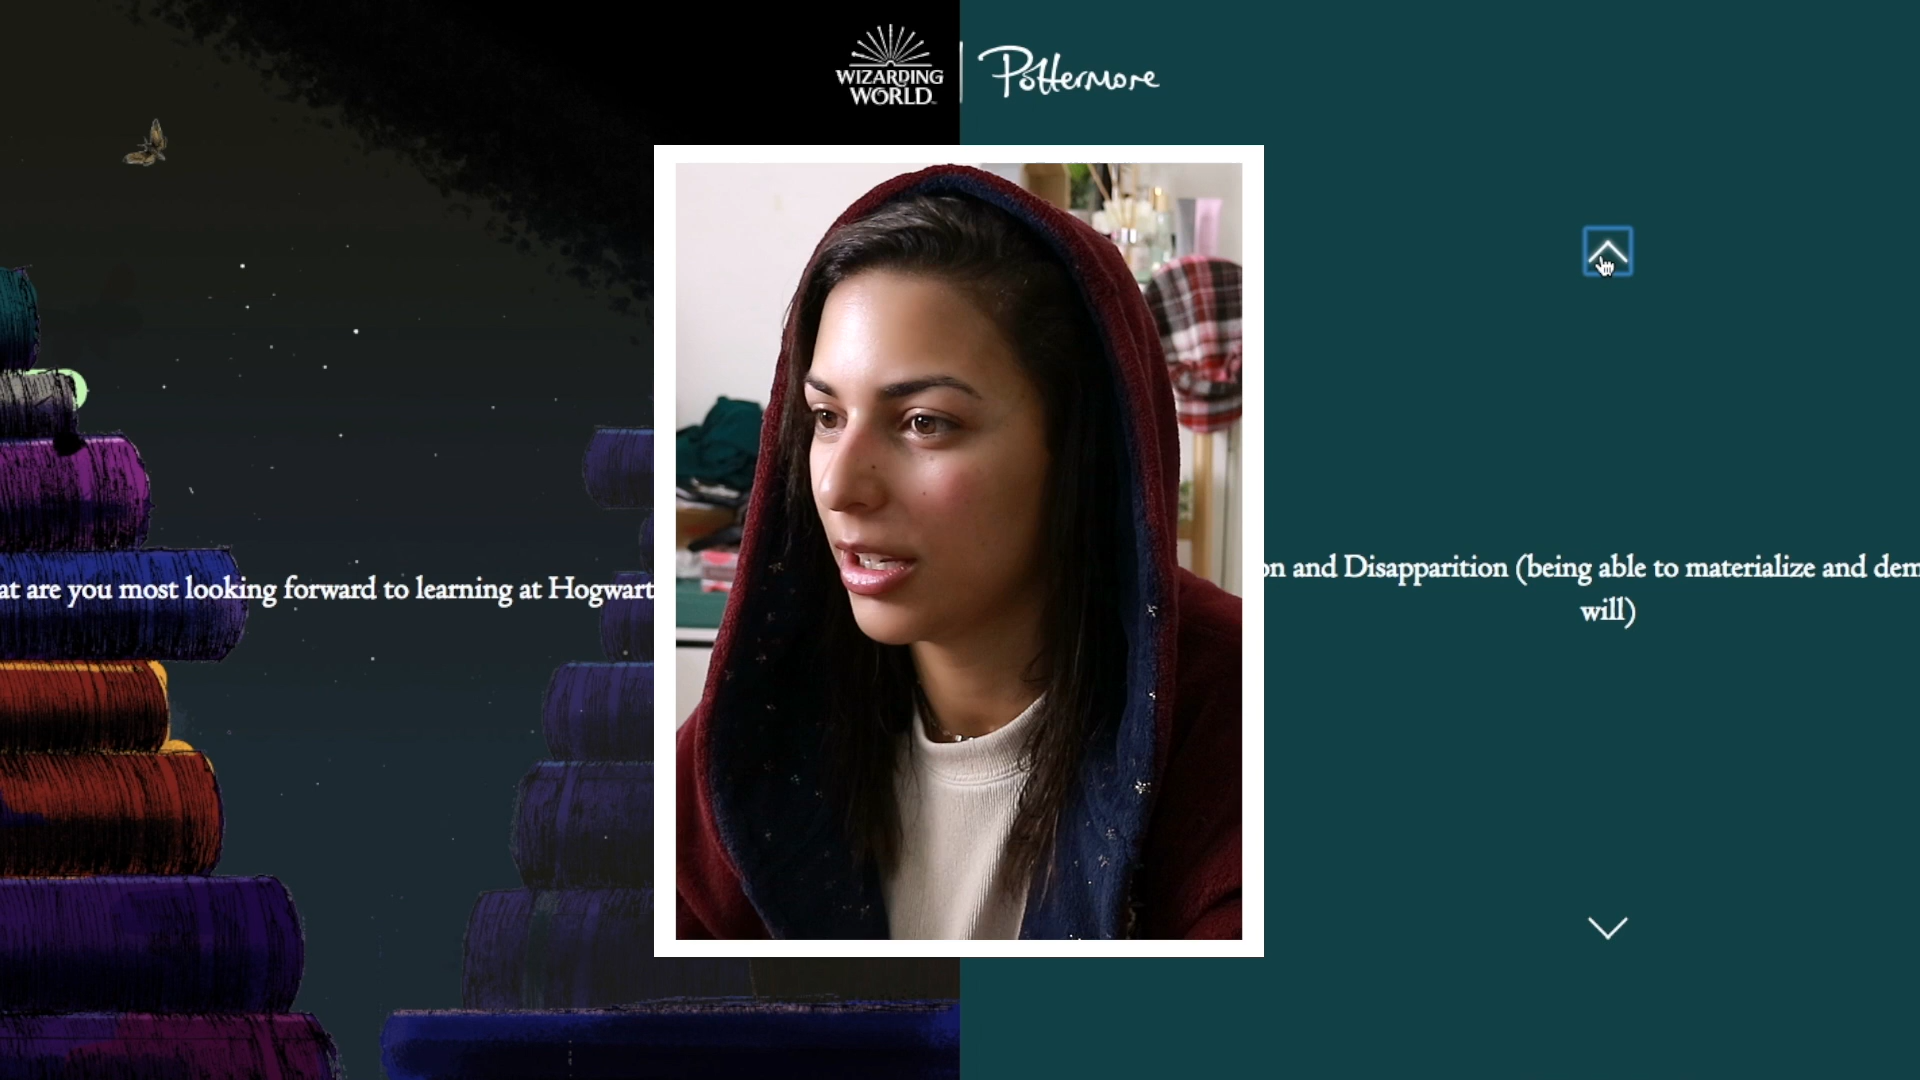 WIZARDING
WORLD
Pottermore
at are you most looking forward to learning at Hogwart
on and Disapparition (being able to materialize and dem
will)